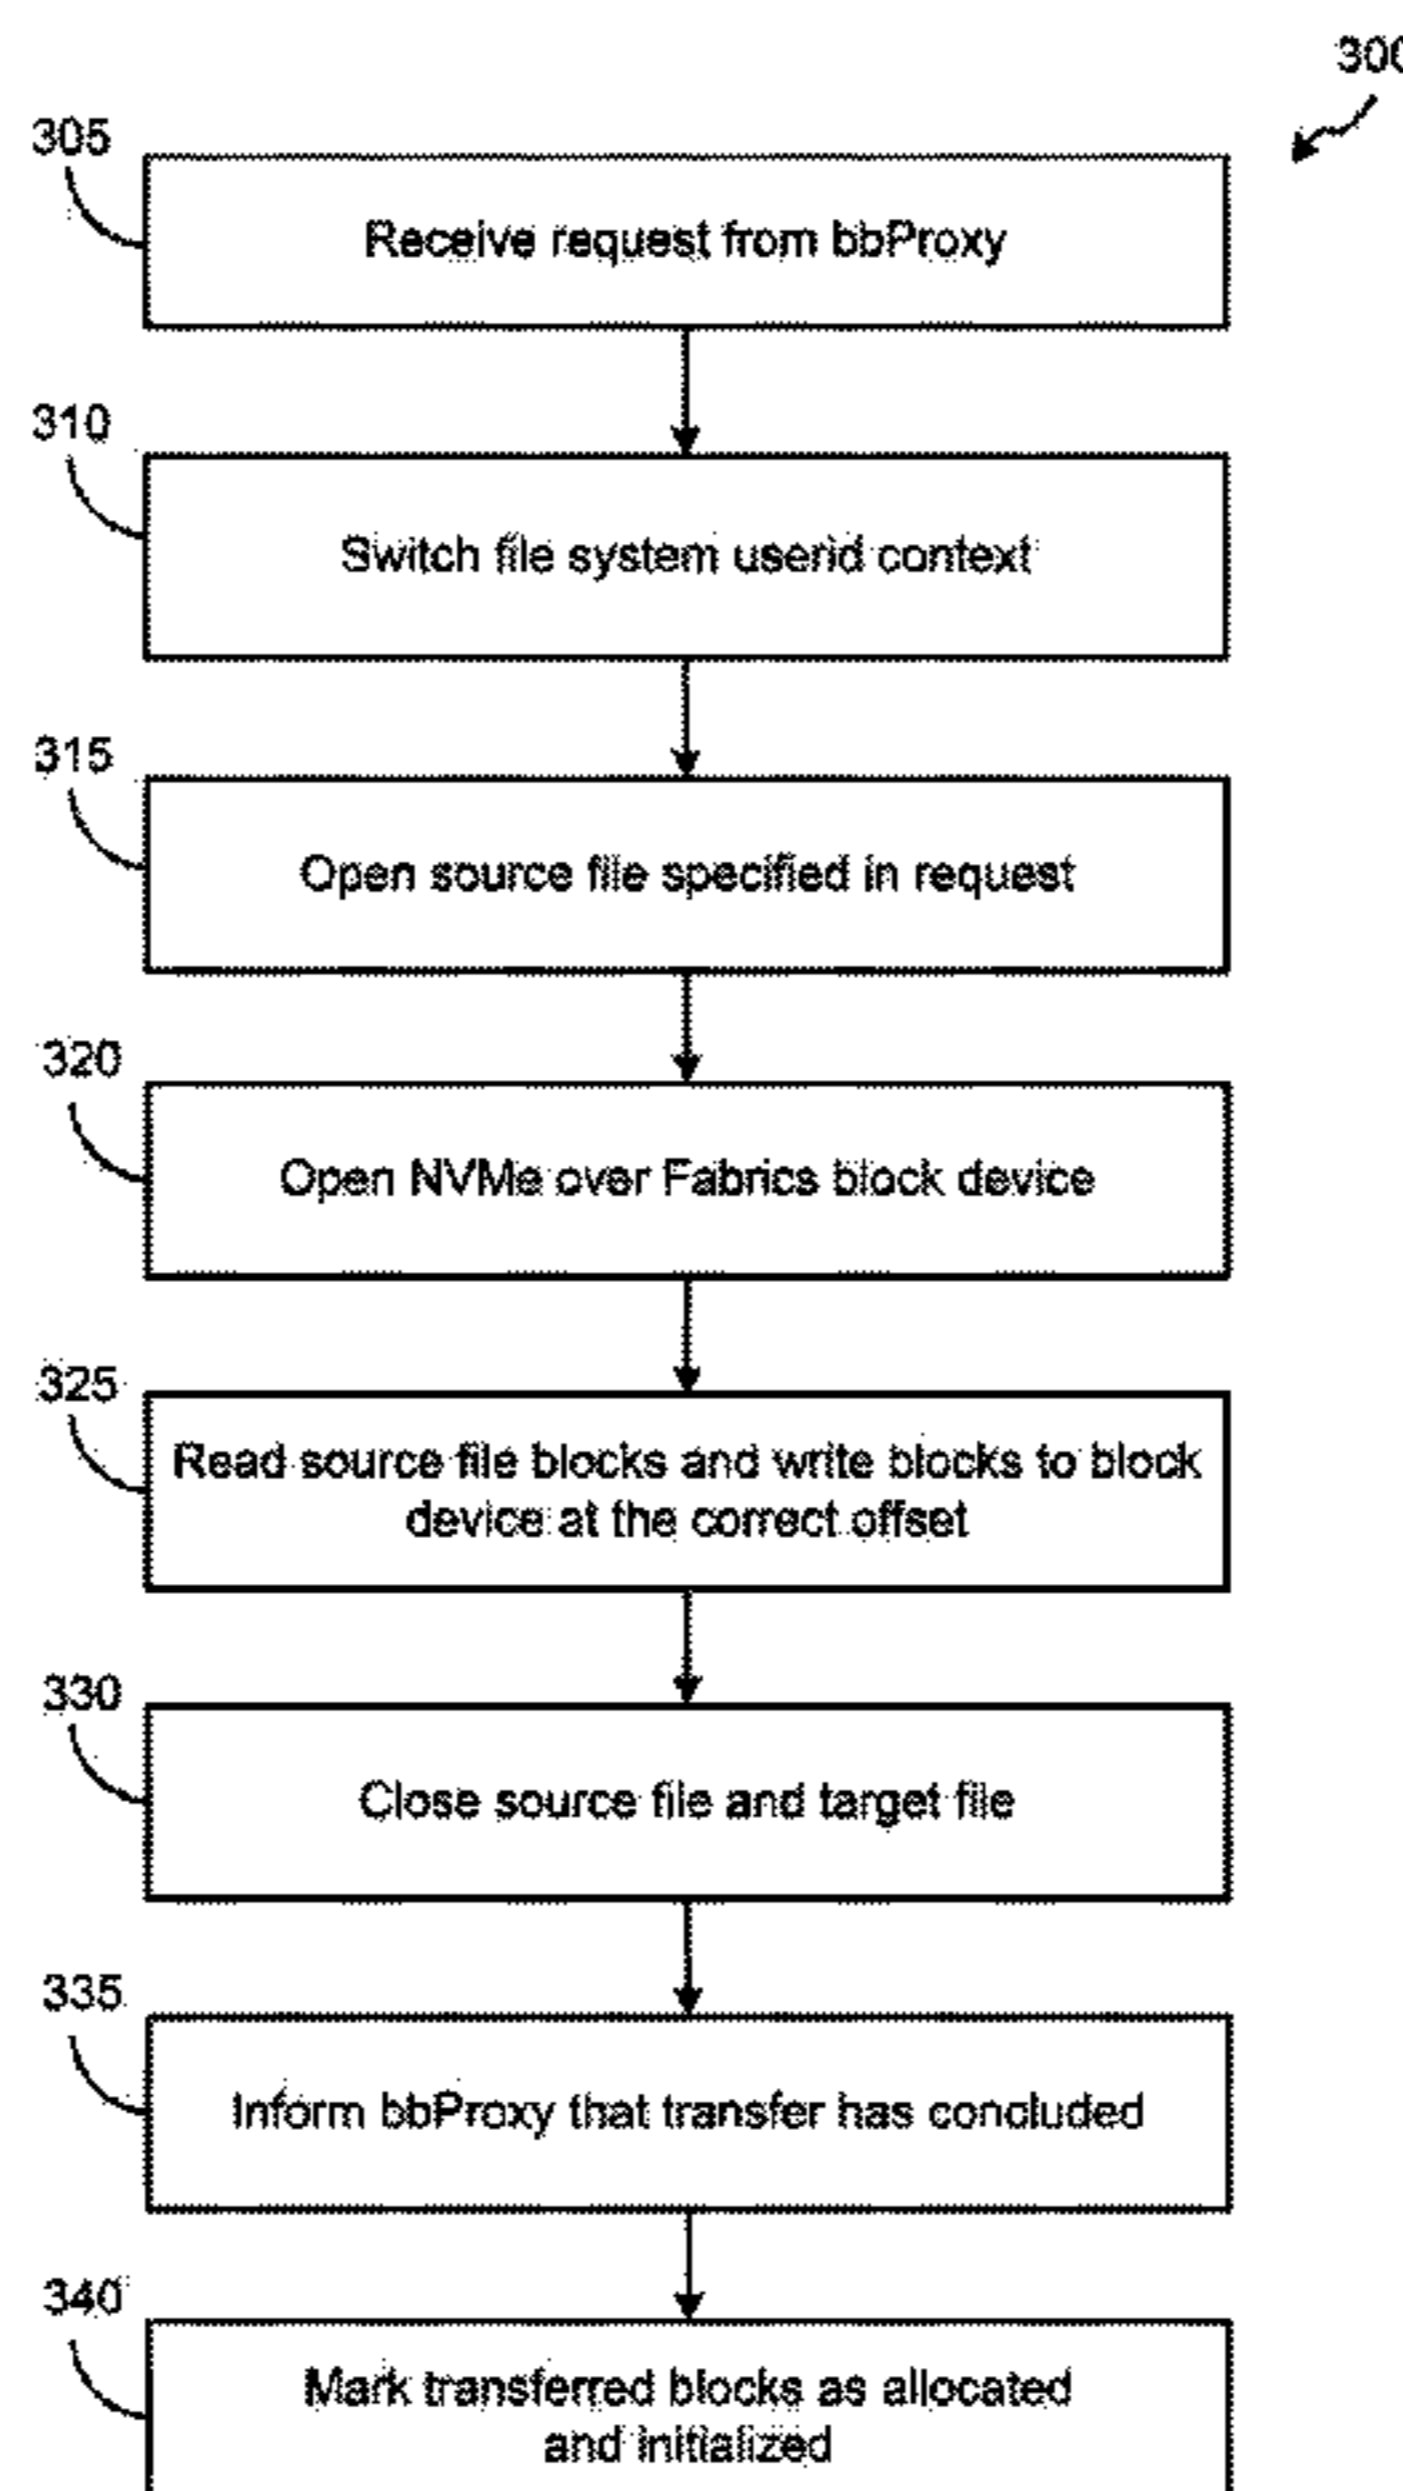 300
305
Receive request from bbProxy
310
Switch file system userid context
315
Open source file specified in request
320
Open NVMe over Fabrics block device
325
Read source file blocks and write blocks to block
device at the correct offset
330
Close source file and target file
335
Inform bbProxy that transfer has concluded
340
Mark transferred blocks as allocated
and initialized